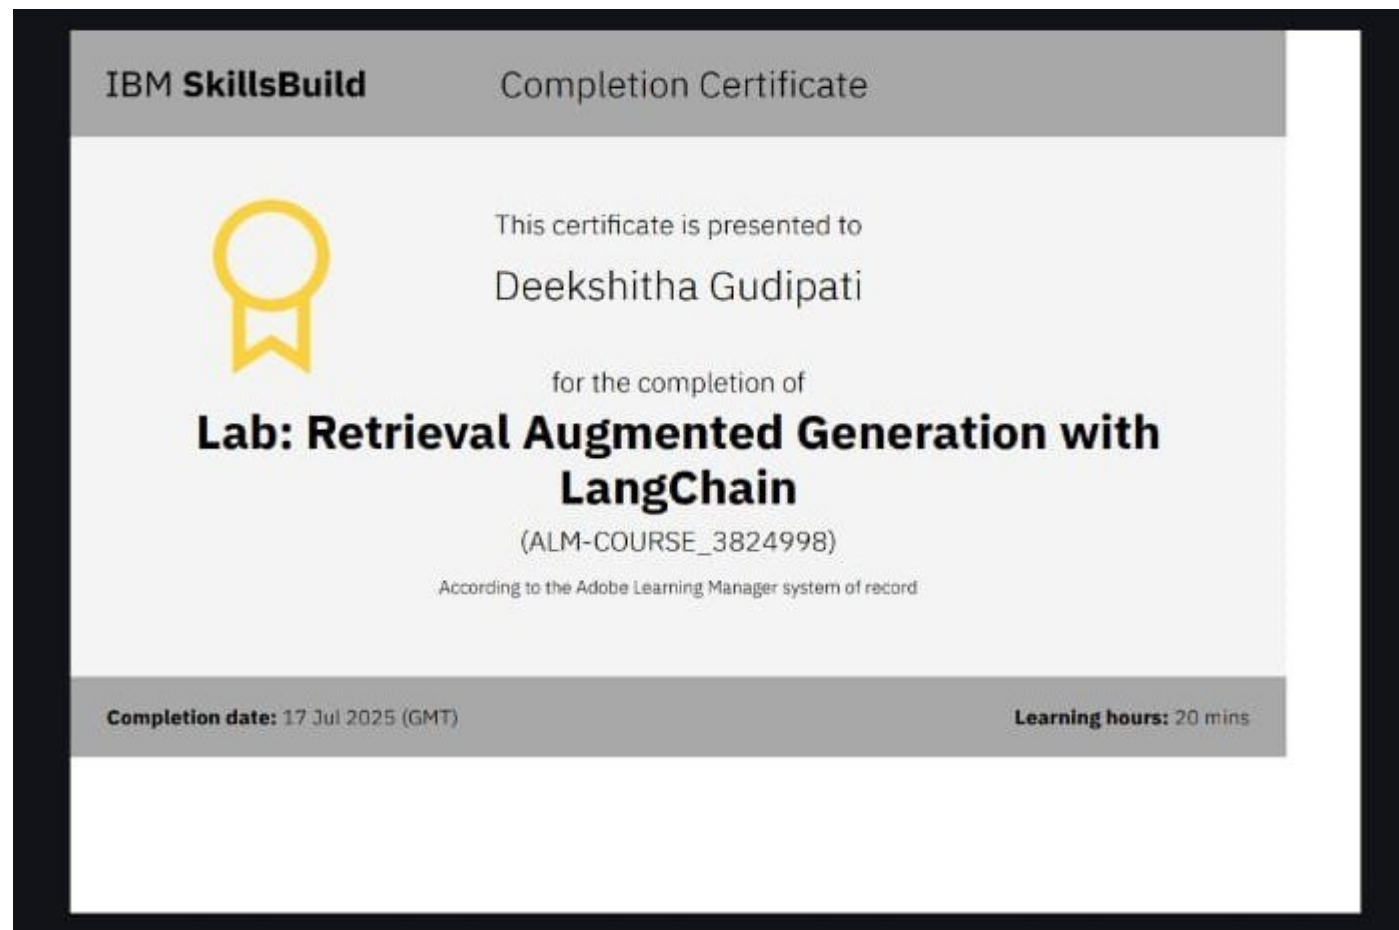 IBM SkillsBuild
Completion Certificate
This certificate is presented to
Deekshitha Gudipati
for the completion of
Lab: Retrieval Augmented Generation with
LangChain
(ALM-COURSE_3824998)
According to the Adobe Learning Manager system of record
Completion date: 17 Jul 2025 (GMT)
Learning hours: 20 mins